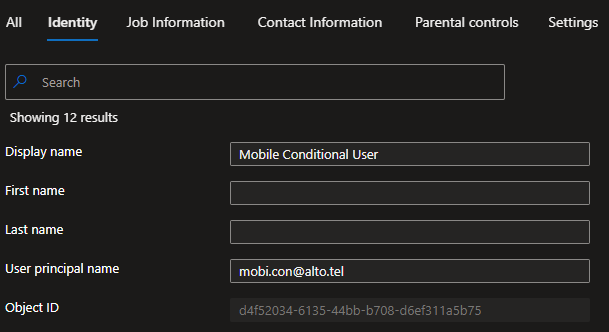 All Identity Job Information Contact Information Parental controls Settings
Search
Showing 12 results
Display name Mobile Conditional User
First name
Last name
User principal name mobi.con@alto.tel
Object ID d4f52034-6135-44bb-b708-d6ef311a5b75